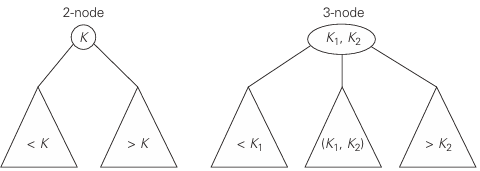 2-node
3-node
K
K₁, K₂
< K
> K
< K₁
(K₁, K₂)
> K₂